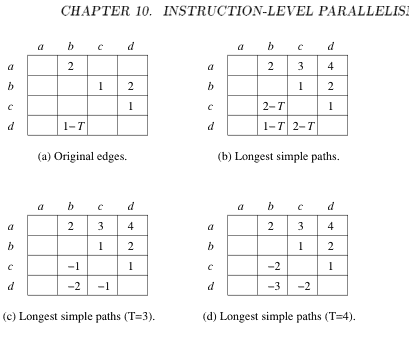 CHAPTER 10. INSTRUCTION-LEVEL PARALLELIS
a b c d a b c d
a 2 a 2 3 4
b 1 2 b 1 2
c 1 c 2−T 1
d 1−T d 1−T 2−T
(a) Original edges. (b) Longest simple paths.
a b c d a b c d
a 2 3 4 a 2 3 4
b 1 2 b 1 2
c −1 1 c −2 1
d −2 −1 d −3 −2
(c) Longest simple paths (T=3). (d) Longest simple paths (T=4).